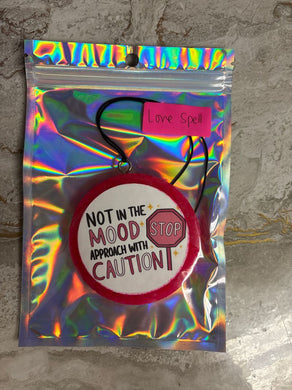 Love Spell
NOT IN THE
MOOD STOP
APPROACH WITH
CAUTION